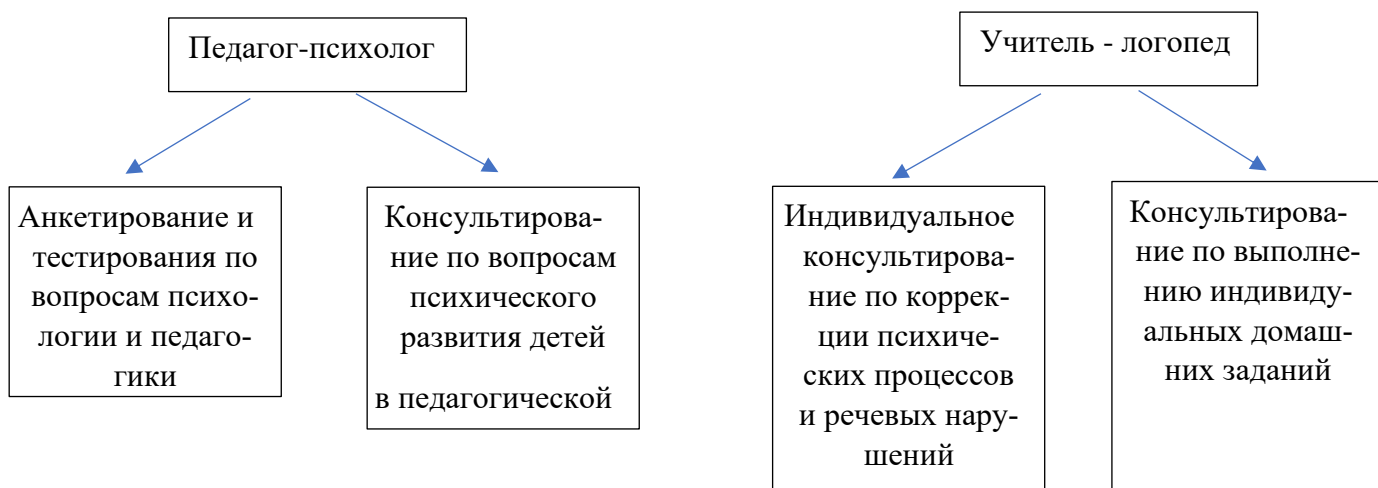 Педагог-психолог
Учитель - логопед
Анкетирование и
тестирования по
вопросам психо-
логии и педаго-
гики
Консультирова-
ние по вопросам
психического
развития детей
в педагогической
Индивидуальное
консультирова-
ние по коррек-
ции психиче-
ских процессов
и речевых нару-
шений
Консультирова-
ние по выполне-
нию индивиду-
альных домаш-
них заданий